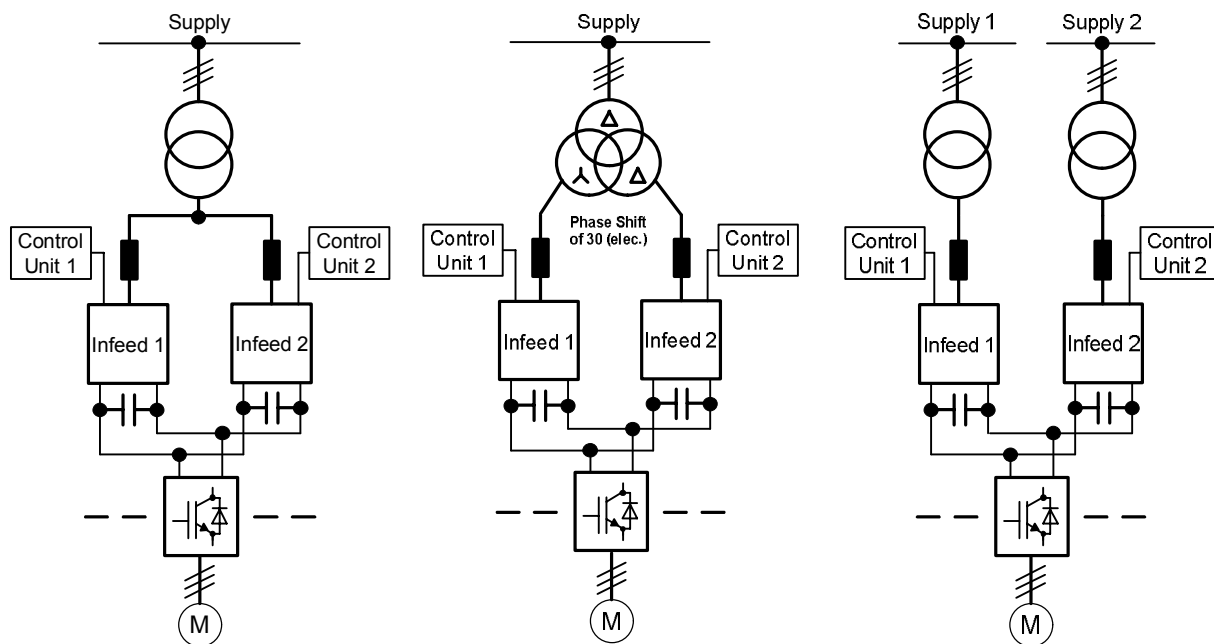 Supply
Control
Unit 1
Control
Unit 2
Infeed 1
Infeed 2
M
Supply
Δ
Δ
Phase Shift
of 30 (elec.)
Control
Unit 1
Control
Unit 2
Infeed 1
Infeed 2
M
Supply 1
Supply 2
Control
Unit 1
Control
Unit 2
Infeed 1
Infeed 2
M